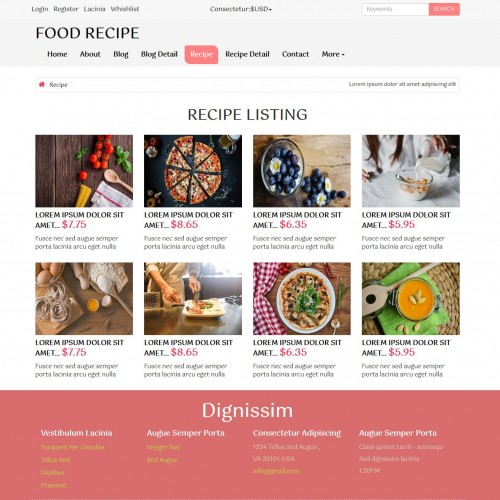 Login Register Lacinia Whishlist Consectetur:$USD Keywords SEARCH
FOOD RECIPE
Home About Blog Blog Detail Recipe Recipe Detail Contact More
Recipe Lorem ipsum dolor sit amet adipiscing elit
RECIPE LISTING
LOREM IPSUM DOLOR SIT
AMET... $7.75
Fusce nec sed augue semper
porta lacinia arcu eget nulla
LOREM IPSUM DOLOR SIT
AMET... $8.65
Fusce nec sed augue semper
porta lacinia arcu eget nulla
LOREM IPSUM DOLOR SIT
AMET... $6.35
Fusce nec sed augue semper
porta lacinia arcu eget nulla
LOREM IPSUM DOLOR SIT
AMET... $5.95
Fusce nec sed augue semper
porta lacinia arcu eget nulla
LOREM IPSUM DOLOR SIT
AMET... $7.75
Fusce nec sed augue semper
porta lacinia arcu eget nulla
LOREM IPSUM DOLOR SIT
AMET... $8.65
Fusce nec sed augue semper
porta lacinia arcu eget nulla
LOREM IPSUM DOLOR SIT
AMET... $6.35
Fusce nec sed augue semper
porta lacinia arcu eget nulla
LOREM IPSUM DOLOR SIT
AMET... $5.95
Fusce nec sed augue semper
porta lacinia arcu eget nulla
Dignissim
Vestibulum Lacinia
Torquent Per Conubia
Tellus Sed
Dapibus
Praesent
Augue Semper Porta
Integer Nec
Sed Augue
Consectetur Adipiscing
1234 Tellus Sed Augue ,
VA 32101, USA
Augue Semper Porta
Class aptent taciti - sociosqu
Sed dignissim lacinia -
1.20PM